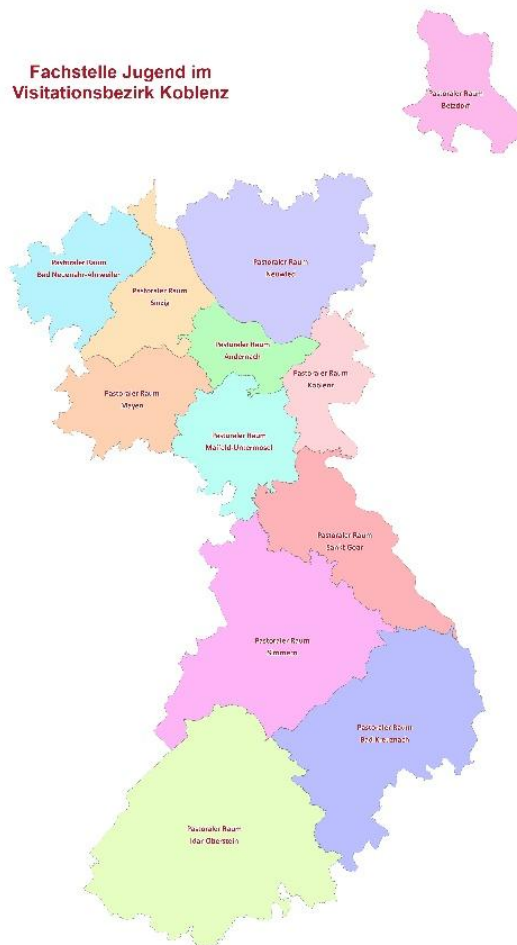 Fachstelle Jugend im
Visitationsbezirk Koblenz
Pastoraler Raum
Betzdorf
Pastoraler Raum
Bad Neuenahr-Ahrweiler
Pastoraler Raum
Sinzig
Pastoraler Raum
Neuwied
Pastoraler Raum
Andernach
Pastoraler Raum
Koblenz
Pastoraler Raum
Mayen
Pastoraler Raum
Maifeld-Untermosel
Pastoraler Raum
Sankt Goar
Pastoraler Raum
Simmern
Pastoraler Raum
Bad Kreuznach
Pastoraler Raum
Idar-Oberstein